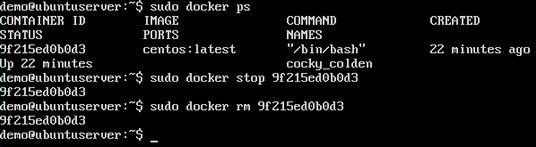 demo@ubuntuserver:~$ sudo docker ps
CONTAINER ID        IMAGE               COMMAND             CREATED
STATUS              PORTS               NAMES
9f215ed0b0d3        centos:latest       "/bin/bash"         22 minutes ago
Up 22 minutes                           cocky_colden
demo@ubuntuserver:~$ sudo docker stop 9f215ed0b0d3
9f215ed0b0d3
demo@ubuntuserver:~$ sudo docker rm 9f215ed0b0d3
9f215ed0b0d3
demo@ubuntuserver:~$ _